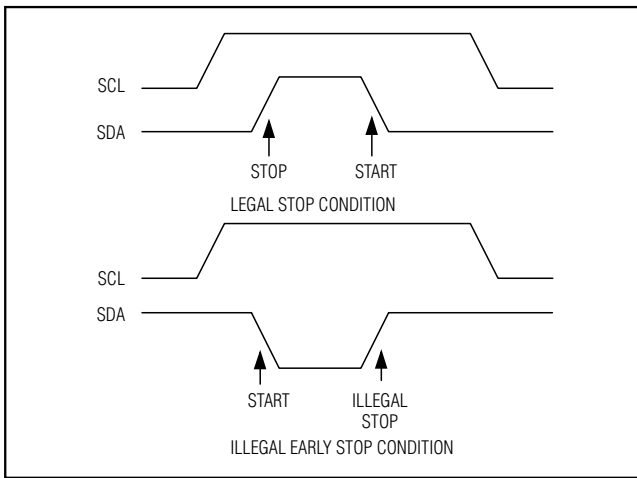 SCL
SDA
STOP START
LEGAL STOP CONDITION
SCL
SDA
START ILLEGAL
STOP
ILLEGAL EARLY STOP CONDITION